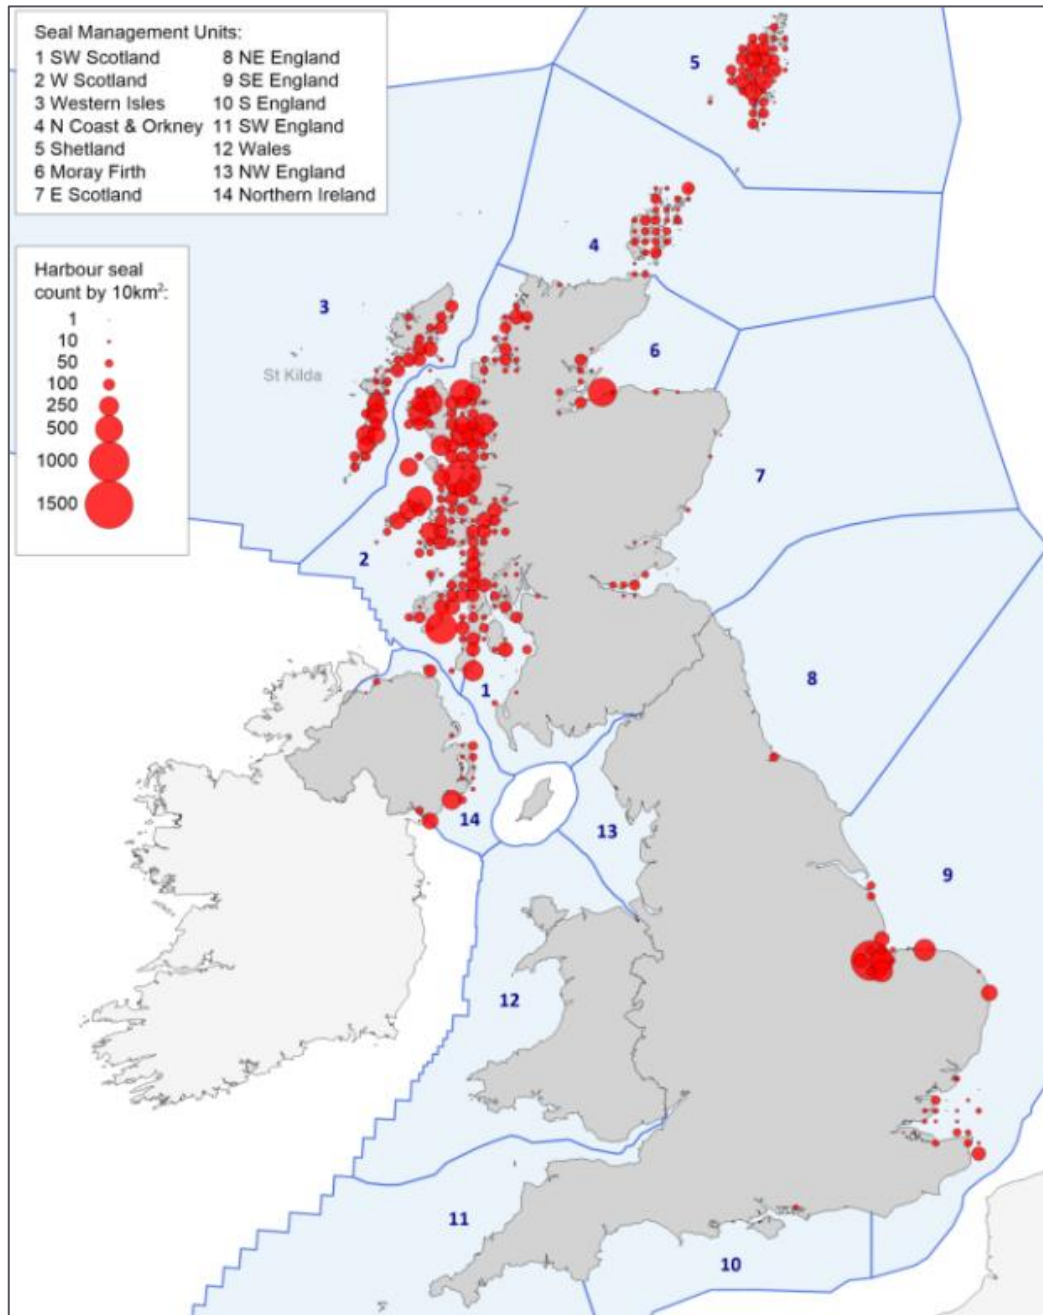 Seal Management Units:
1 SW Scotland 8 NE England
2 W Scotland 9 SE England
3 Western Isles 10 S England
4 N Coast & Orkney 11 SW England
5 Shetland 12 Wales
6 Moray Firth 13 NW England
7 E Scotland 14 Northern Ireland
Harbour seal
count by 10km²:
1
10
50
100
250
500
1000
1500
5
4
3
6
St Kilda
7
2
8
1
14
13
9
12
11
10